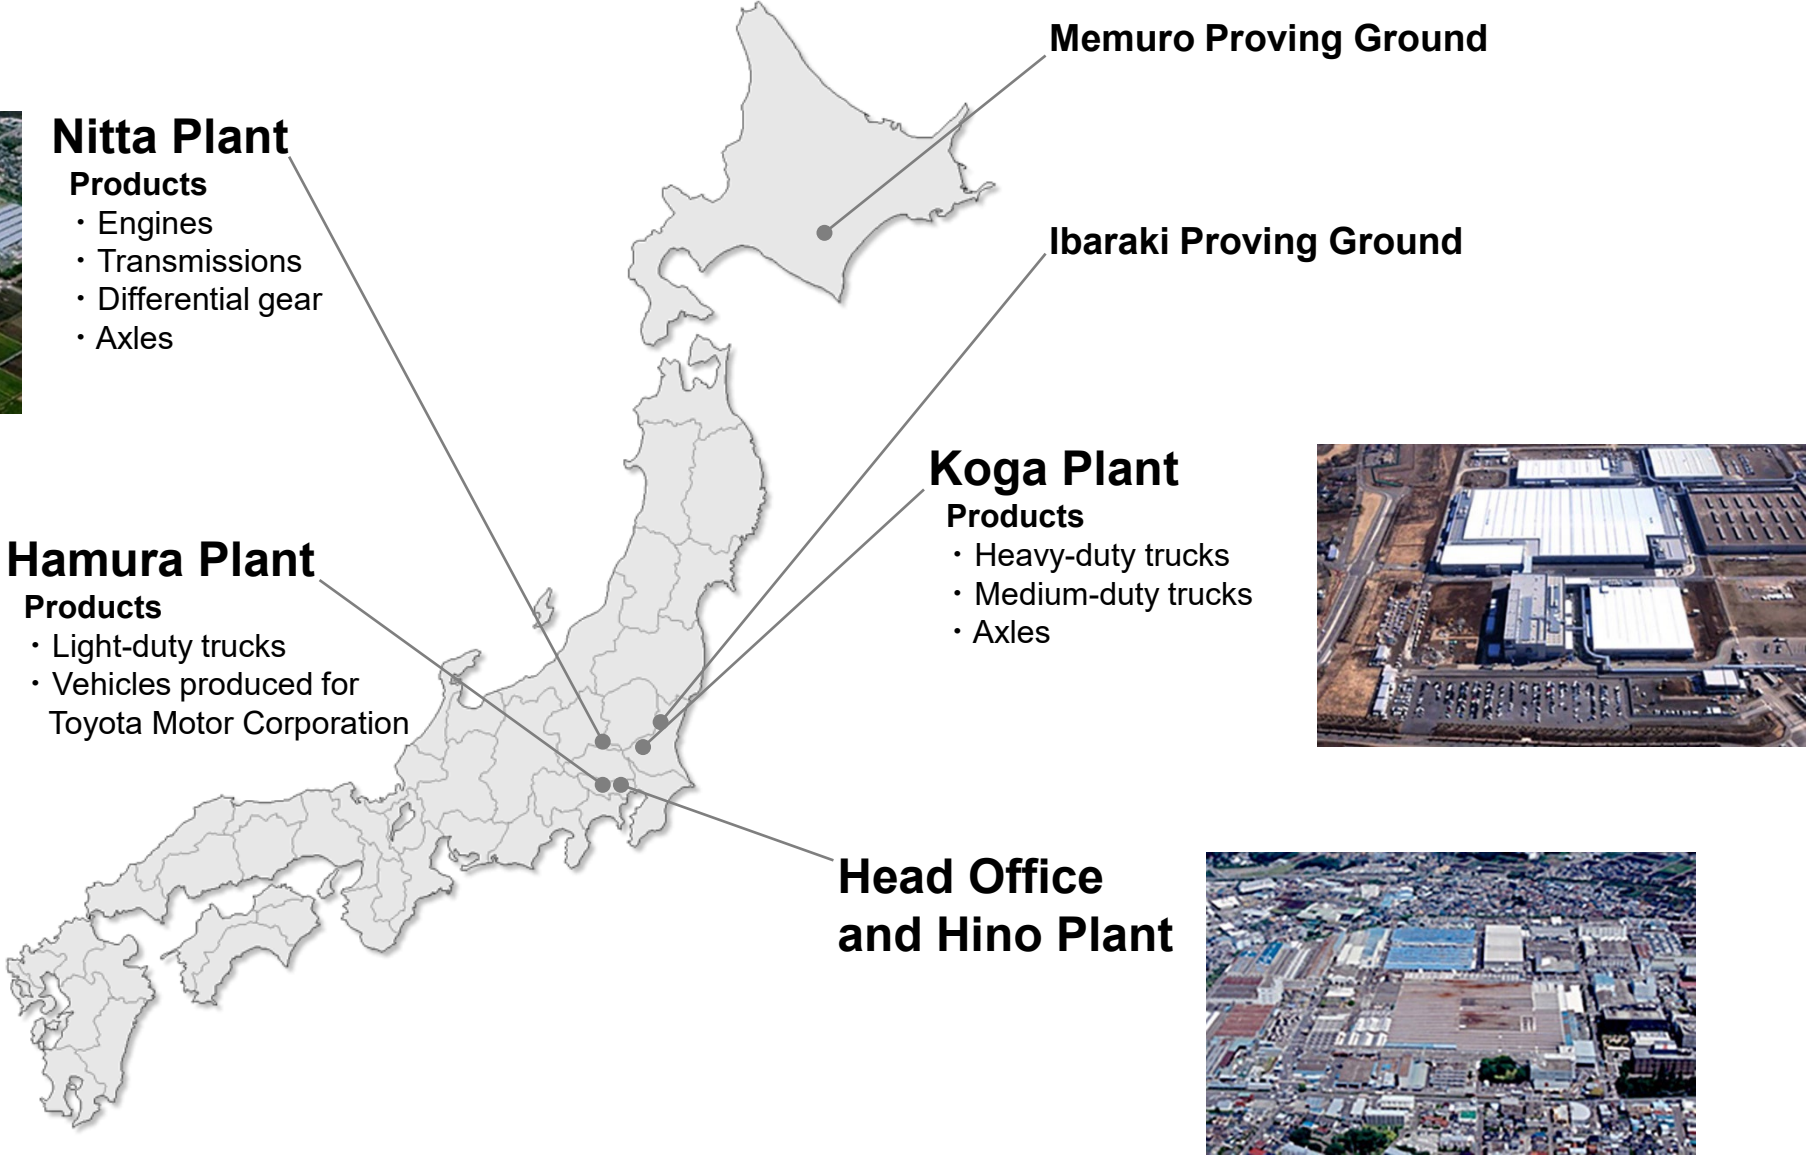 Memuro Proving Ground
Nitta Plant
Products
・Engines
・Transmissions
・Differential gear
・Axles
Ibaraki Proving Ground
Koga Plant
Products
・Heavy-duty trucks
・Medium-duty trucks
・Axles
Hamura Plant
Products
・Light-duty trucks
・Vehicles produced for
Toyota Motor Corporation
Head Office
and Hino Plant